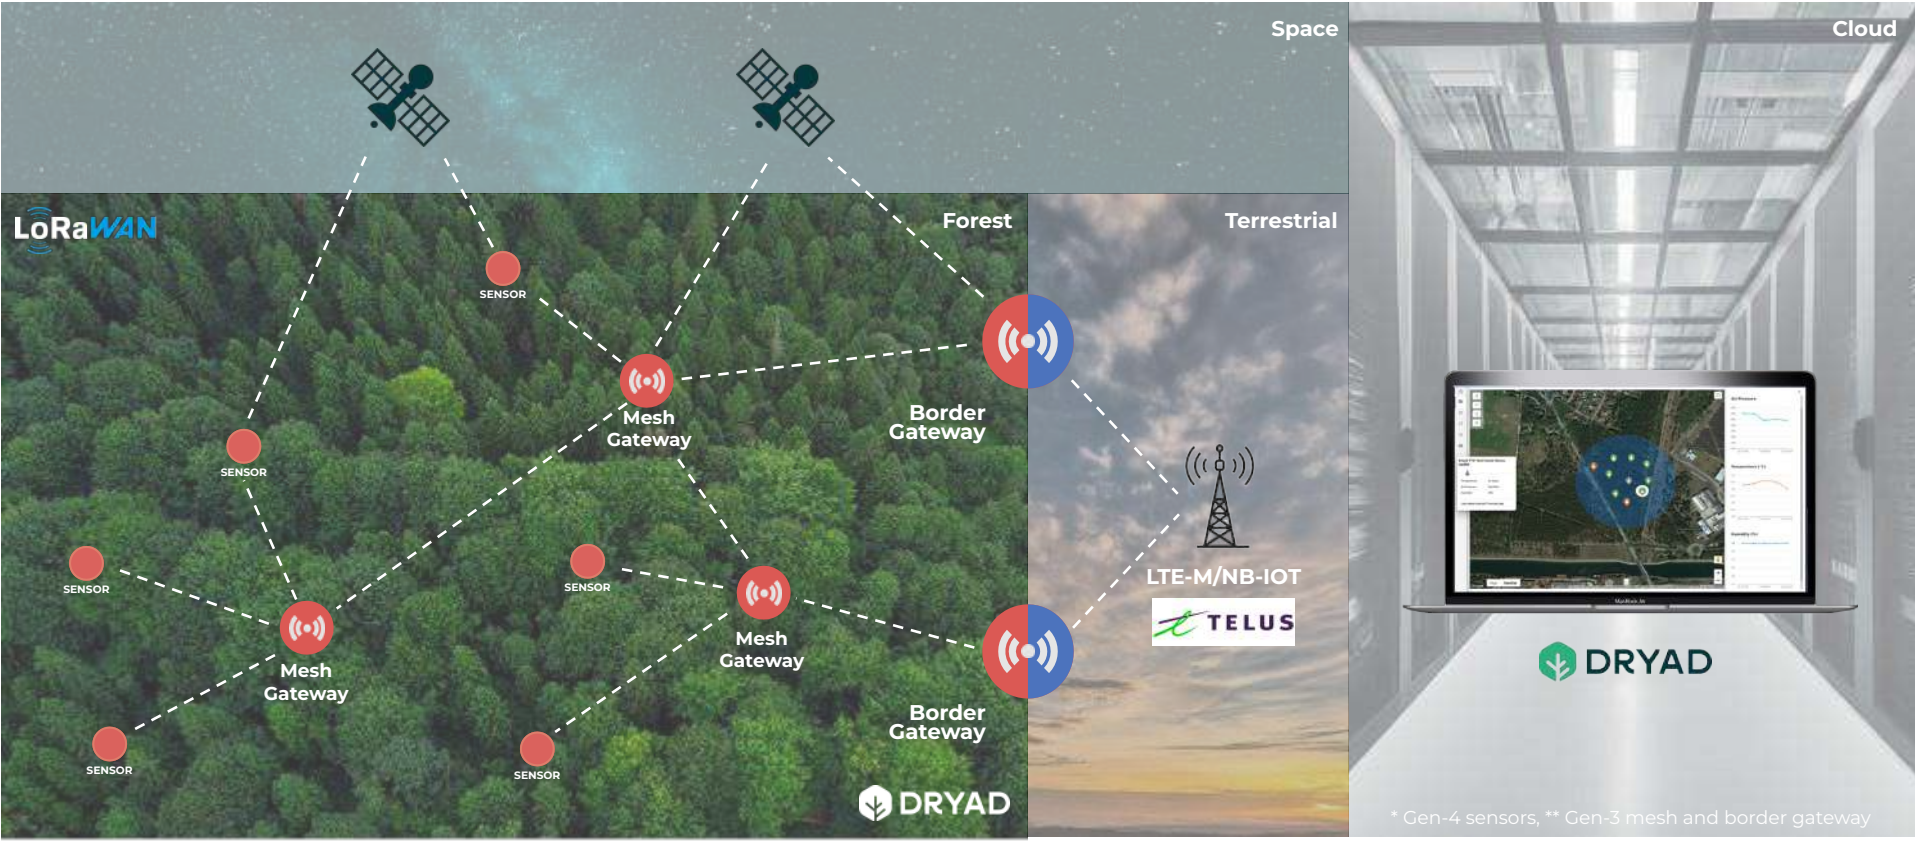 Space
Cloud
LoRaWAN
Forest
Terrestrial
SENSOR
Mesh
Gateway
Border
Gateway
SENSOR
SENSOR
SENSOR
LTE-M/NB-IOT
TELUS
Mesh
Gateway
Mesh
Gateway
DRYAD
Border
Gateway
SENSOR
SENSOR
DRYAD
* Gen-4 sensors, ** Gen-3 mesh and border gateway